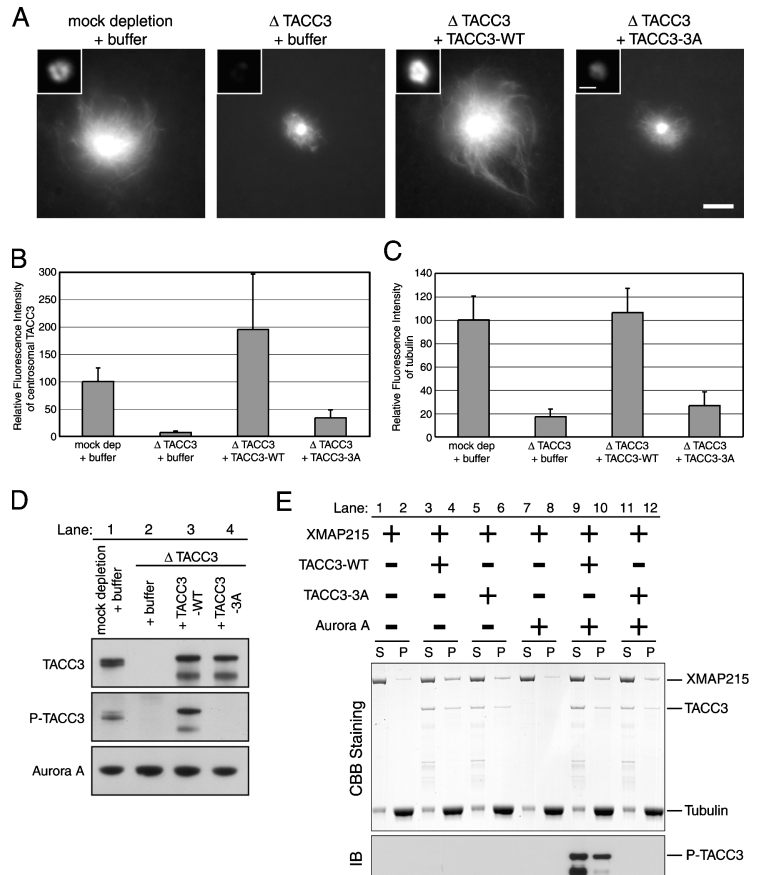 A
mock depletion
+ buffer
Δ TACC3
+ buffer
Δ TACC3
+ TACC3-WT
Δ TACC3
+ TACC3-3A
B
Relative Fluorescence Intensity
of centrosomal TACC3
300
250
200
150
100
50
0
mock dep
+ buffer
Δ TACC3
+ buffer
Δ TACC3
+ TACC3-WT
Δ TACC3
+ TACC3-3A
C
Relative Fluorescence Intensity
of tubulin
140
120
100
80
60
40
20
0
mock dep
+ buffer
Δ TACC3
+ buffer
Δ TACC3
+ TACC3-WT
Δ TACC3
+ TACC3-3A
D
Lane: 1 2 3 4
Δ TACC3
mock depletion
+ buffer
+ buffer
+ TACC3
-WT
+ TACC3
-3A
TACC3
P-TACC3
Aurora A
E
Lane: 1 2 3 4 5 6 7 8 9 10 11 12
XMAP215 + + + + + +
TACC3-WT - + - - + -
TACC3-3A - - + - - +
Aurora A - - - + + +
S P S P S P S P S P S P
CBB Staining
XMAP215
TACC3
Tubulin
IB
P-TACC3